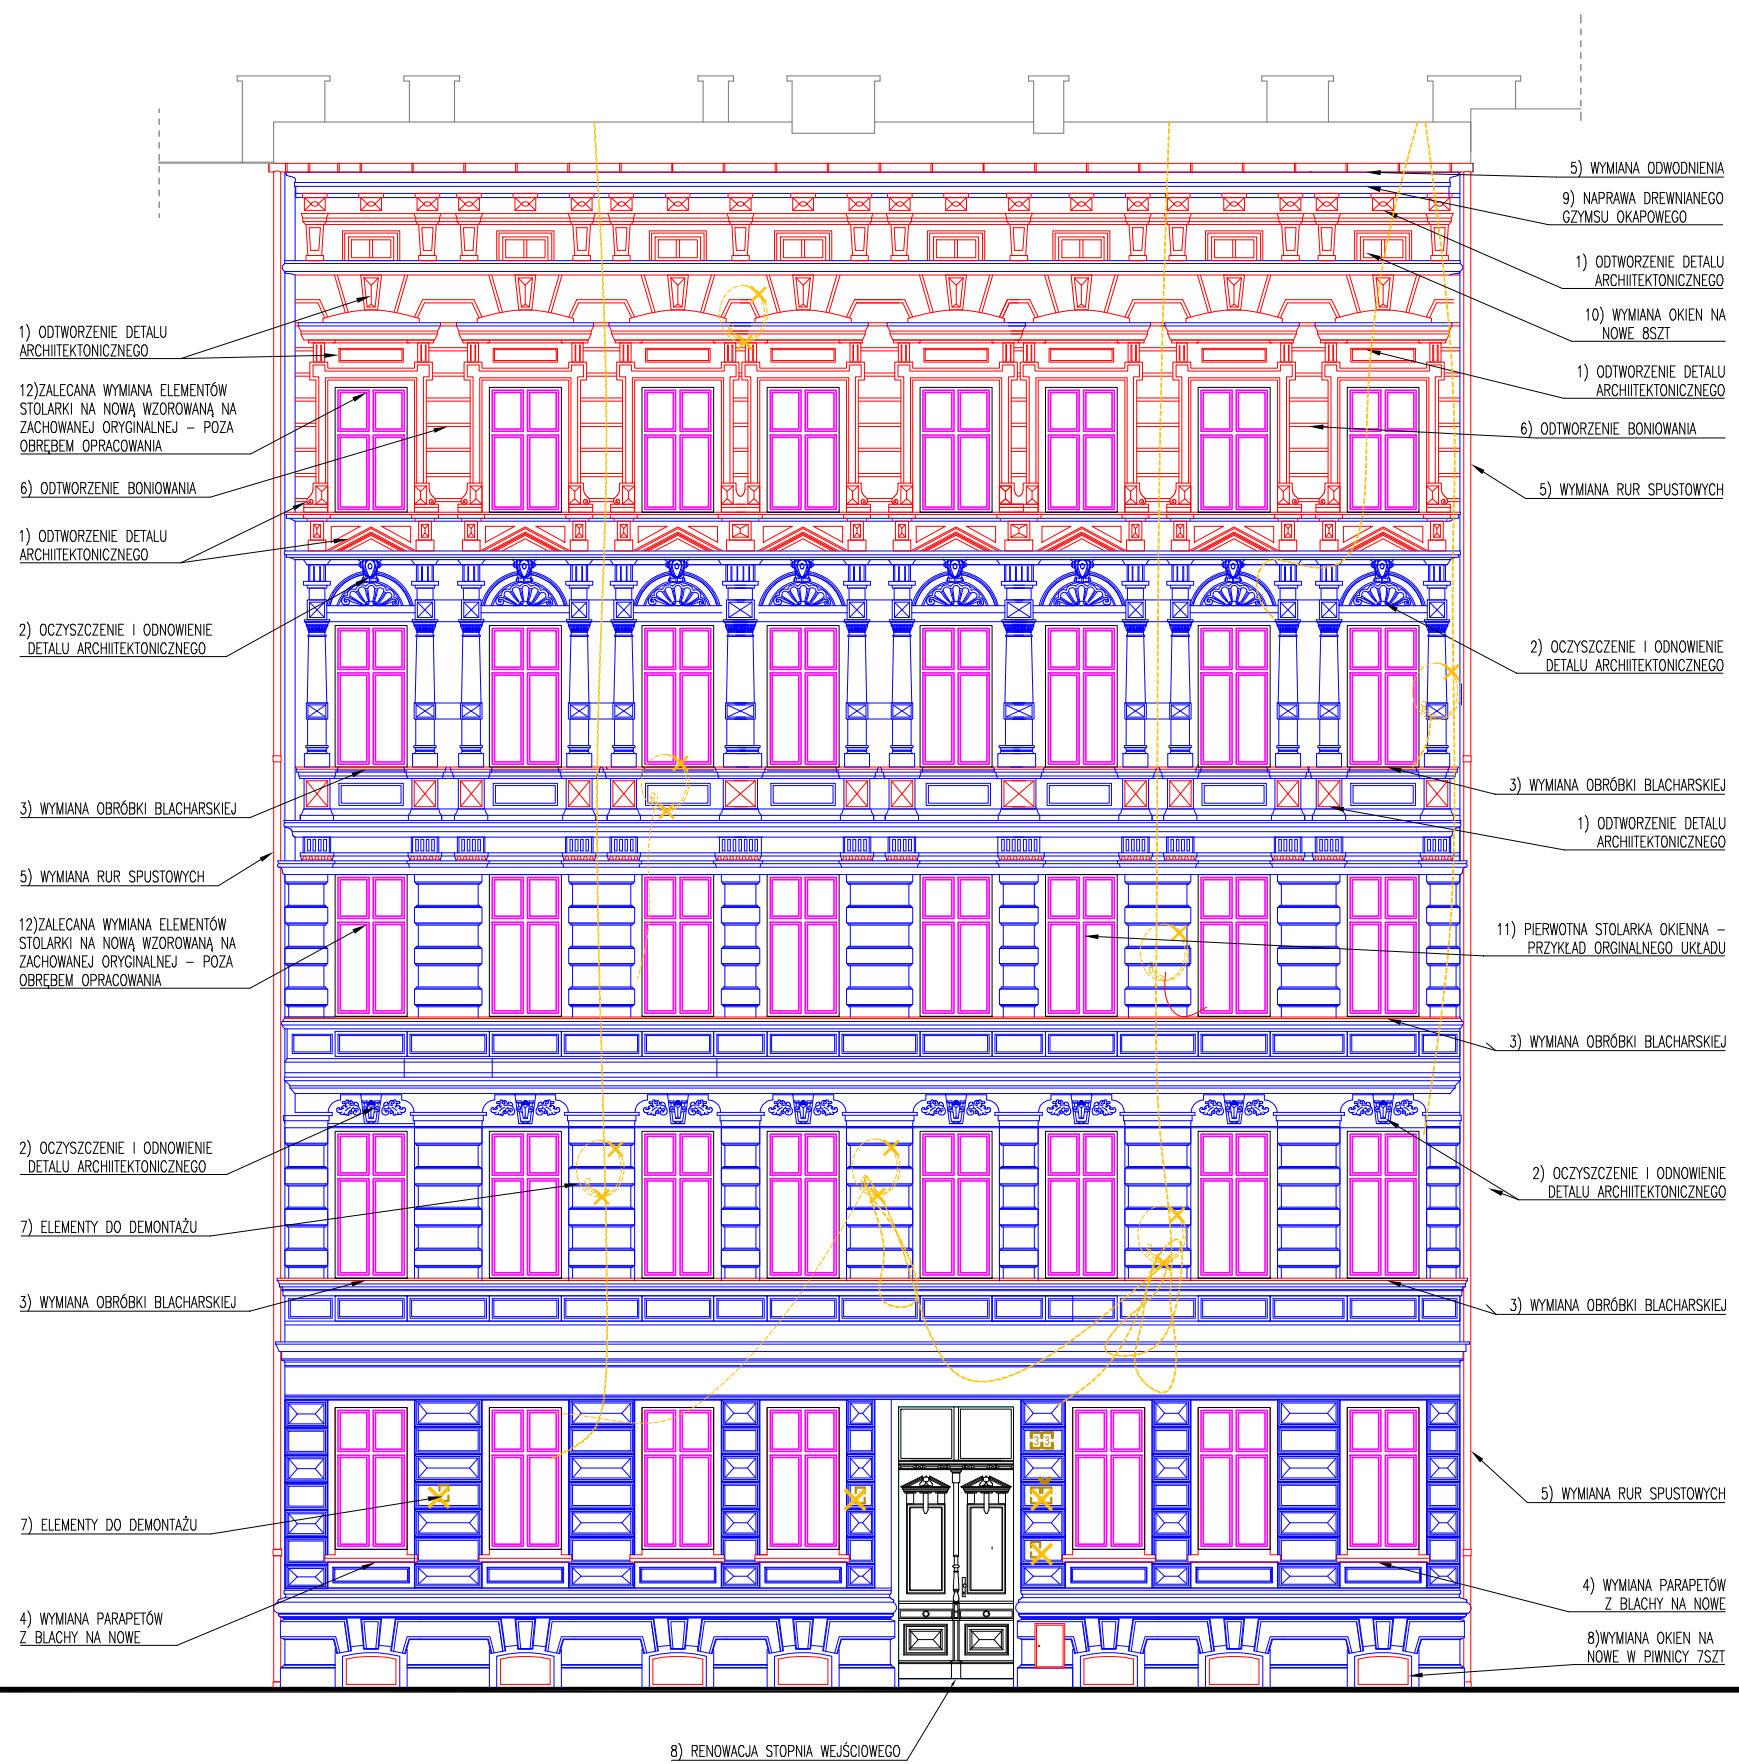 1) ODTWORZENIE DETALU
ARCHIITEKTONICZNEGO
12)ZALECANA WYMIANA ELEMENTÓW
STOLARKI NA NOWĄ WZOROWANĄ NA
ZACHOWANEJ ORYGINALNEJ – POZA
OBRĘBEM OPRACOWANIA
6) ODTWORZENIE BONIOWANIA
1) ODTWORZENIE DETALU
ARCHIITEKTONICZNEGO
2) OCZYSZCZENIE I ODNOWIENIE
DETALU ARCHIITEKTONICZNEGO
3) WYMIANA OBRÓBKI BLACHARSKIEJ
5) WYMIANA RUR SPUSTOWYCH
12)ZALECANA WYMIANA ELEMENTÓW
STOLARKI NA NOWĄ WZOROWANĄ NA
ZACHOWANEJ ORYGINALNEJ – POZA
OBRĘBEM OPRACOWANIA
2) OCZYSZCZENIE I ODNOWIENIE
DETALU ARCHIITEKTONICZNEGO
7) ELEMENTY DO DEMONTAŻU
3) WYMIANA OBRÓBKI BLACHARSKIEJ
7) ELEMENTY DO DEMONTAŻU
4) WYMIANA PARAPETÓW
Z BLACHY NA NOWE
5) WYMIANA ODWODNIENIA
9) NAPRAWA DREWNIANEGO
GZYMSU OKAPOWEGO
1) ODTWORZENIE DETALU
ARCHIITEKTONICZNEGO
10) WYMIANA OKIEN NA
NOWE 8SZT
1) ODTWORZENIE DETALU
ARCHIITEKTONICZNEGO
6) ODTWORZENIE BONIOWANIA
5) WYMIANA RUR SPUSTOWYCH
2) OCZYSZCZENIE I ODNOWIENIE
DETALU ARCHIITEKTONICZNEGO
3) WYMIANA OBRÓBKI BLACHARSKIEJ
1) ODTWORZENIE DETALU
ARCHIITEKTONICZNEGO
11) PIERWOTNA STOLARKA OKIENNA –
PRZYKŁAD ORGINALNEGO UKŁADU
3) WYMIANA OBRÓBKI BLACHARSKIEJ
2) OCZYSZCZENIE I ODNOWIENIE
DETALU ARCHIITEKTONICZNEGO
3) WYMIANA OBRÓBKI BLACHARSKIEJ
5) WYMIANA RUR SPUSTOWYCH
4) WYMIANA PARAPETÓW
Z BLACHY NA NOWE
8)WYMIANA OKIEN NA
NOWE W PIWNICY 7SZT
8) RENOWACJA STOPNIA WEJŚCIOWEGO